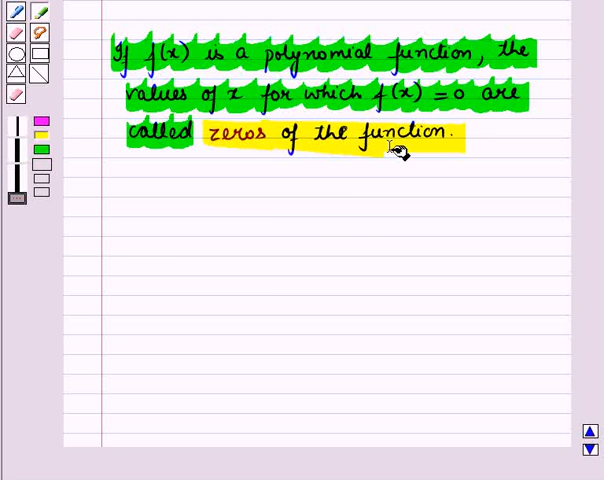 If f(x) is a polynomial function, the
values of x for which f(x) = 0 are
called zeros of the function.